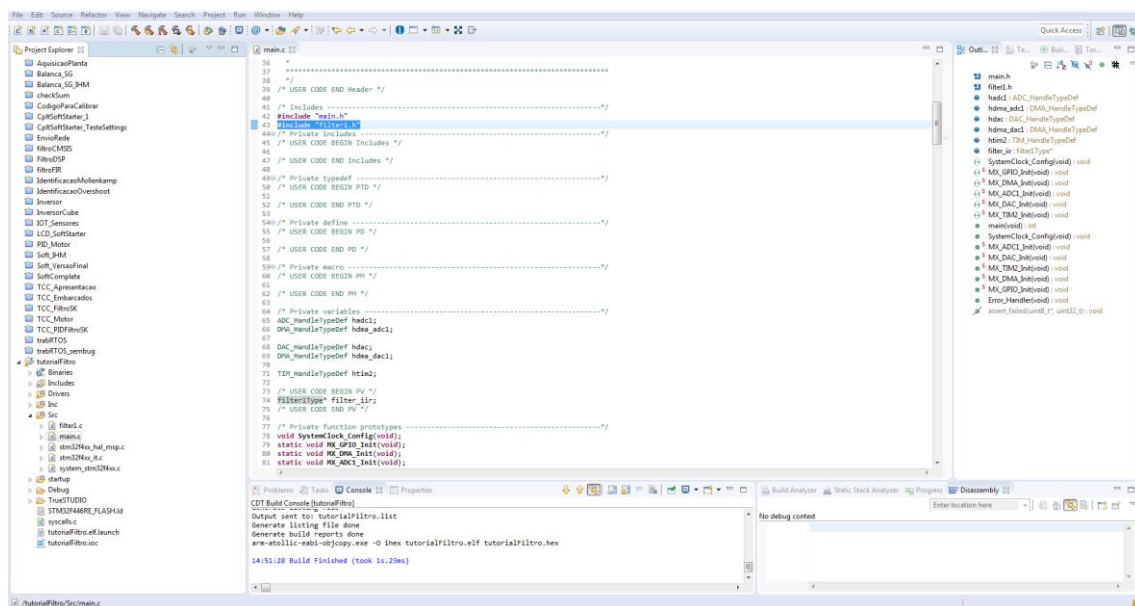 File Edit Source Refactor View Navigate Search Project Run Window Help
Quick Access
Project Explorer
AquisicaoPlanta
Balanca_SG
Balanca_SG_IHM
checkSum
CodigoParaCalibrar
CpltSoftStarter_1
CpltSoftStarter_TesteSettings
EnvioRede
filtroCMSIS
FiltroDSP
filtroFIR
IdentificacaoMollenkamp
IdentificacaoOvershoot
Inversor
InversorCube
IOT_Sensores
LCD_SoftStarter
PID_Motor
Soft_IHM
Soft_VersaoFinal
SoftComplete
TCC_Apresentacao
TCC_Embarcados
TCC_FiltroSK
TCC_Motor
TCC_PIDFiltroSK
trabRTOS
trabRTOS_sembug
tutorialFiltro
Binaries
Includes
Drivers
Inc
Src
filter1.c
main.c
stm32f4xx_hal_msp.c
stm32f4xx_it.c
system_stm32f4xx.c
startup
Debug
TrueSTUDIO
STM32F446RE_FLASH.ld
syscalls.c
tutorialFiltro.elf.launch
tutorialFiltro.ioc
main.c
36 *
37 ******************************************************************************
38 */
39 /* USER CODE END Header */
40
41 /* Includes ------------------------------------------------------------------*/
42 #include "main.h"
43 #include "filter1.h"
44 /* Private includes ----------------------------------------------------------*/
45 /* USER CODE BEGIN Includes */
46
47 /* USER CODE END Includes */
48
49 /* Private typedef -----------------------------------------------------------*/
50 /* USER CODE BEGIN PTD */
51
52 /* USER CODE END PTD */
53
54 /* Private define ------------------------------------------------------------*/
55 /* USER CODE BEGIN PD */
56
57 /* USER CODE END PD */
58
59 /* Private macro -------------------------------------------------------------*/
60 /* USER CODE BEGIN PM */
61
62 /* USER CODE END PM */
63
64 /* Private variables ---------------------------------------------------------*/
65 ADC_HandleTypeDef hadc1;
66 DMA_HandleTypeDef hdma_adc1;
67
68 DAC_HandleTypeDef hdac;
69 DMA_HandleTypeDef hdma_dac1;
70
71 TIM_HandleTypeDef htim2;
72
73 /* USER CODE BEGIN PV */
74 filter1Type* filter_iir;
75 /* USER CODE END PV */
76
77 /* Private function prototypes -----------------------------------------------*/
78 void SystemClock_Config(void);
79 static void MX_GPIO_Init(void);
80 static void MX_DMA_Init(void);
81 static void MX_ADC1_Init(void);
Outl... Te... Buil... Tas...
main.h
filter1.h
hadc1 : ADC_HandleTypeDef
hdma_adc1 : DMA_HandleTypeDef
hdac : DAC_HandleTypeDef
hdma_dac1 : DMA_HandleTypeDef
htim2 : TIM_HandleTypeDef
filter_iir : filter1Type*
SystemClock_Config(void) : void
MX_GPIO_Init(void) : void
MX_DMA_Init(void) : void
MX_ADC1_Init(void) : void
MX_DAC_Init(void) : void
MX_TIM2_Init(void) : void
main(void) : int
SystemClock_Config(void) : void
MX_ADC1_Init(void) : void
MX_DAC_Init(void) : void
MX_TIM2_Init(void) : void
MX_DMA_Init(void) : void
MX_GPIO_Init(void) : void
Error_Handler(void) : void
assert_failed(uint8_t*, uint32_t) : void
Problems Tasks Console Properties
CDT Build Console [tutorialFiltro]
Output sent to: tutorialFiltro.list
Generate listing file done
Generate build reports done
arm-atollic-eabi-objcopy.exe -O ihex tutorialFiltro.elf tutorialFiltro.hex
14:51:28 Build Finished (took 1s.23ms)
Build Analyzer Static Stack Analyzer Progress Disassembly
Enter location here
No debug context
/tutorialFiltro/Src/main.c